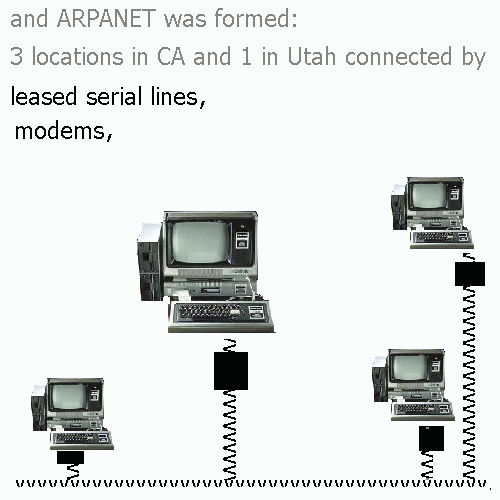 and ARPANET was formed:
3 locations in CA and 1 in Utah connected by
leased serial lines,
modems,